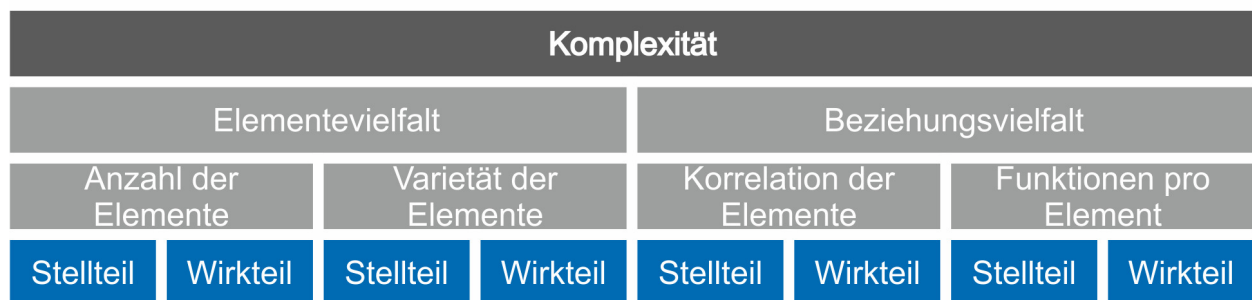 Komplexität
Elementevielfalt
Beziehungsvielfalt
Anzahl der
Elemente
Varietät der
Elemente
Korrelation der
Elemente
Funktionen pro
Element
Stellteil
Wirkteil
Stellteil
Wirkteil
Stellteil
Wirkteil
Stellteil
Wirkteil